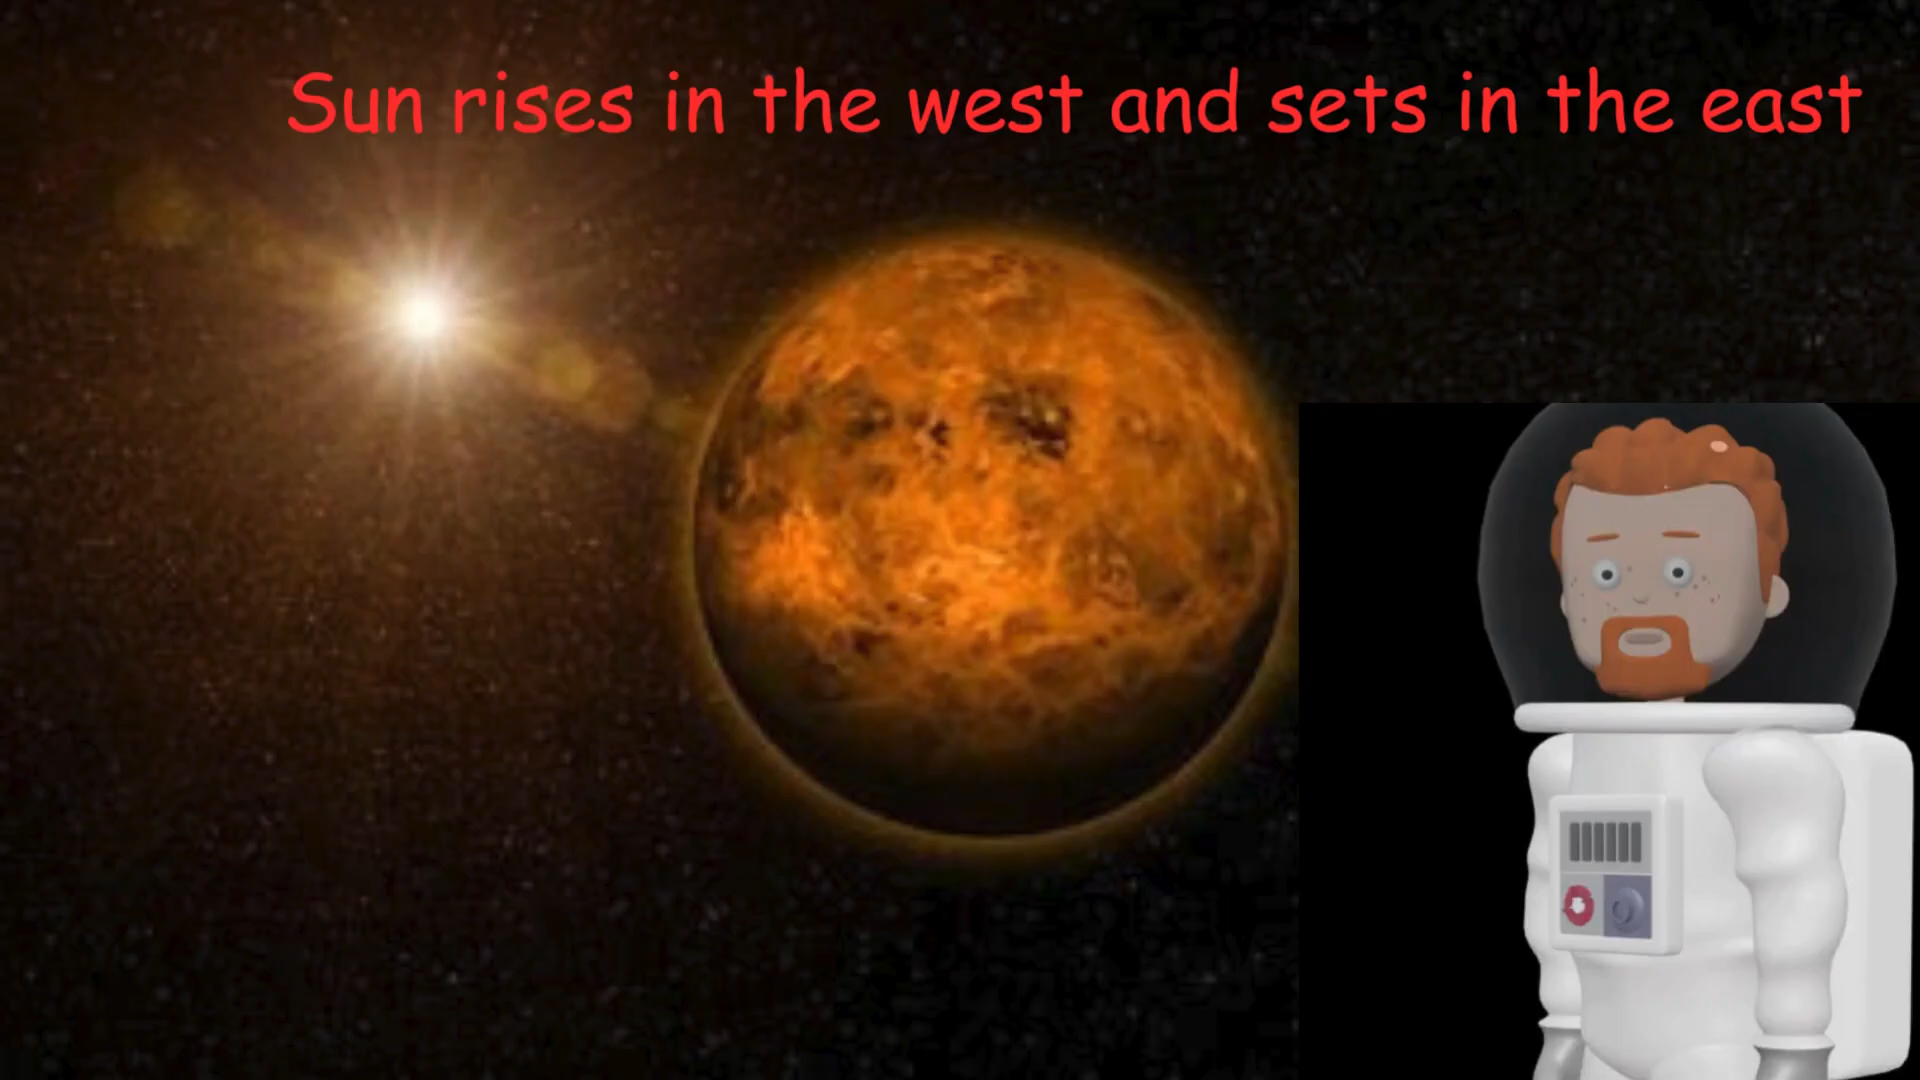 Sun rises in the west and sets in the east